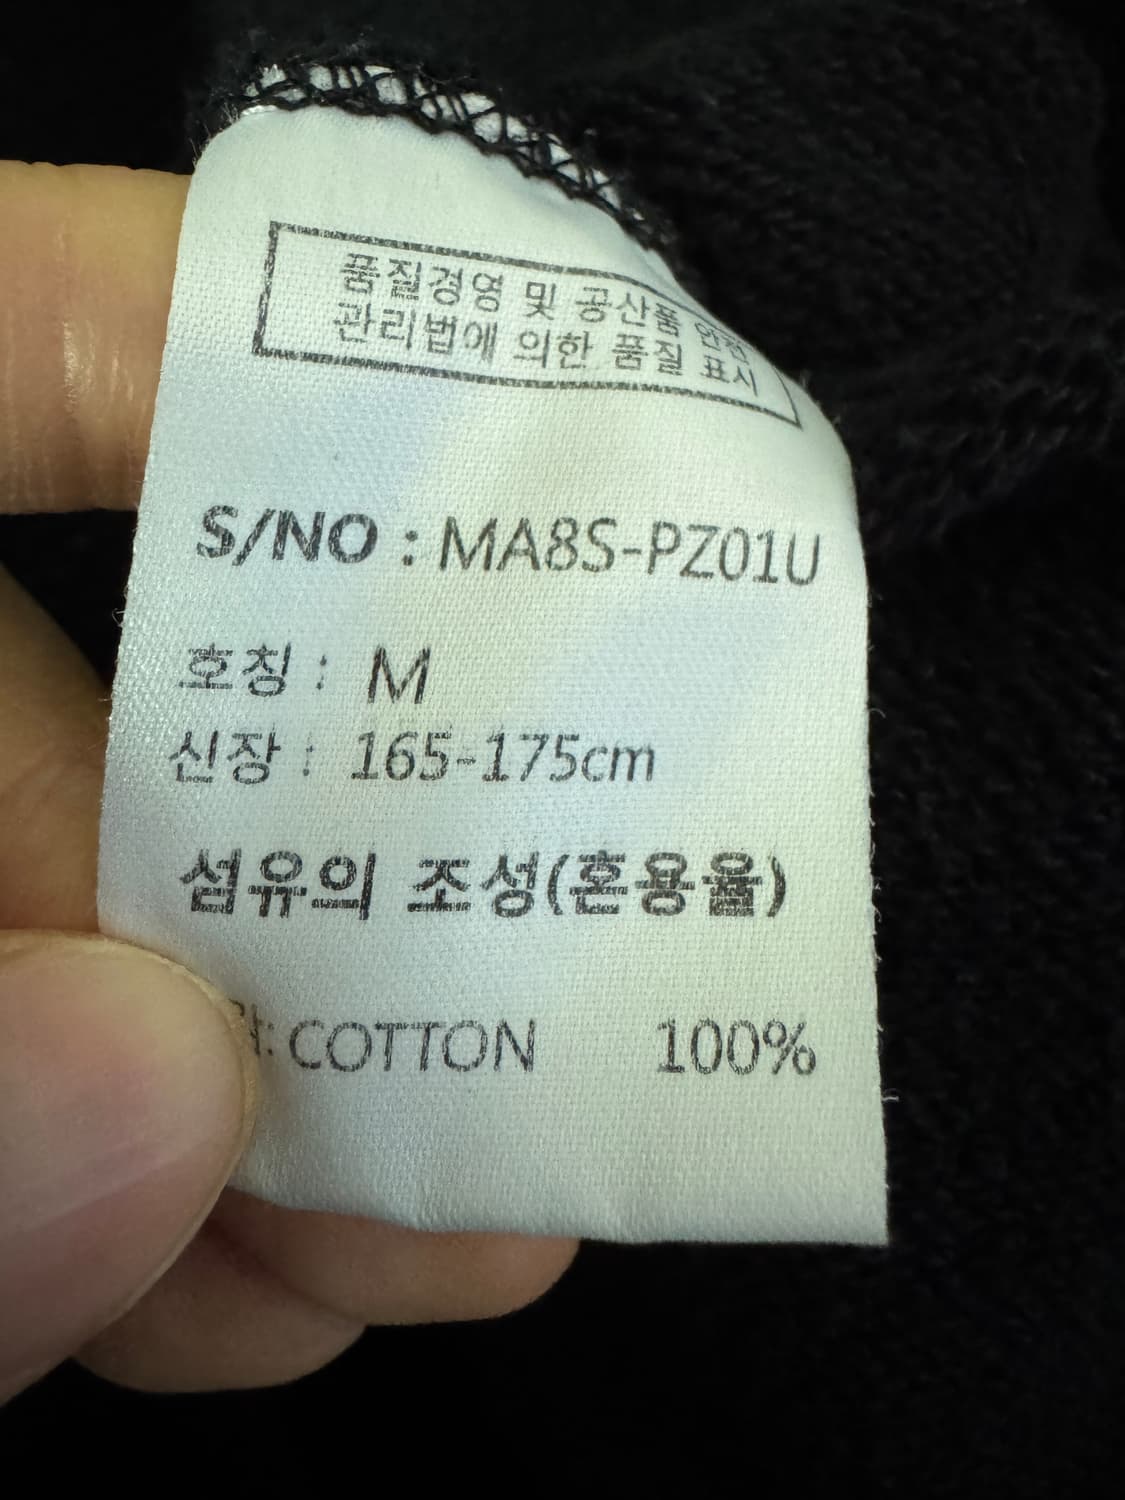 품질경영 및 공산품 안전
관리법에 의한 품질 표시
S/NO : MA8S-PZ01U
호칭 : M
신장 : 165-175cm
섬유의 조성(혼용율)
COTTON 100%